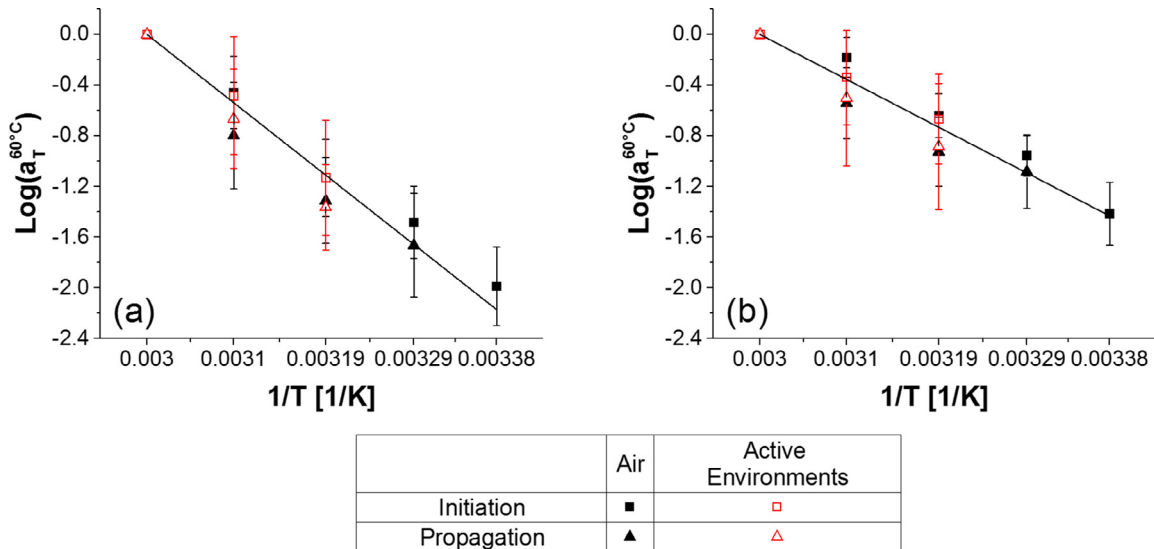 0.0
-0.4
-0.8
-1.2
-1.6
-2.0
-2.4
Log(a_T^60°C)
(a)
0.003 0.0031 0.00319 0.00329 0.00338
1/T [1/K]
0.0
-0.4
-0.8
-1.2
-1.6
-2.0
-2.4
Log(a_T^60°C)
(b)
0.003 0.0031 0.00319 0.00329 0.00338
1/T [1/K]
Air Active
Environments
Initiation
Propagation